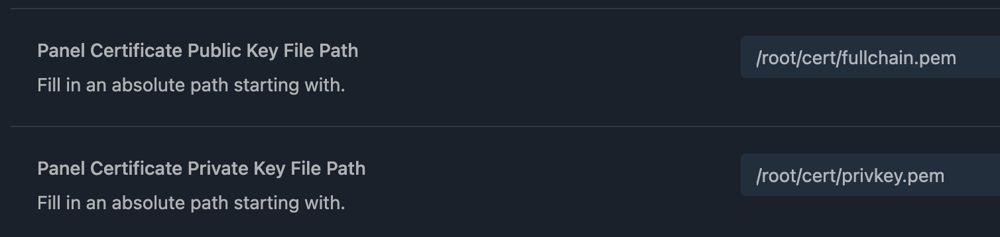 Panel Certificate Public Key File Path
/root/cert/fullchain.pem
Fill in an absolute path starting with.
Panel Certificate Private Key File Path
/root/cert/privkey.pem
Fill in an absolute path starting with.